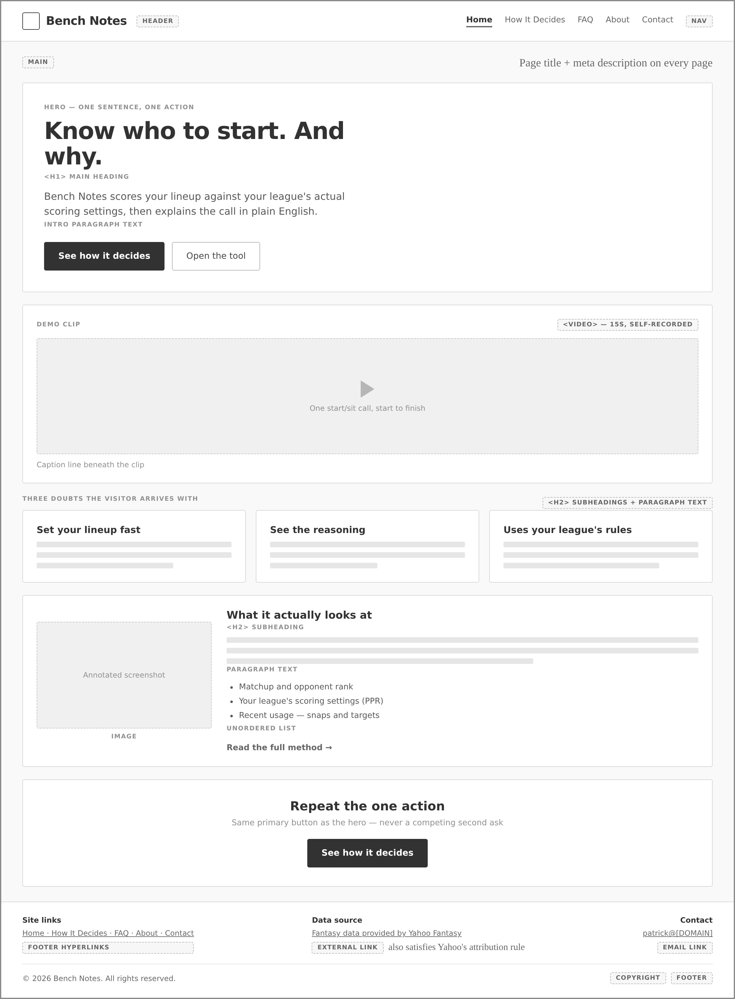 Bench Notes HEADER
Home How It Decides FAQ About Contact NAV
MAIN
Page title + meta description on every page
HERO — ONE SENTENCE, ONE ACTION
Know who to start. And
why.
<H1> MAIN HEADING
Bench Notes scores your lineup against your league's actual
scoring settings, then explains the call in plain English.
INTRO PARAGRAPH TEXT
See how it decides
Open the tool
DEMO CLIP
<VIDEO> — 15S, SELF-RECORDED
One start/sit call, start to finish
Caption line beneath the clip
THREE DOUBTS THE VISITOR ARRIVES WITH
<H2> SUBHEADINGS + PARAGRAPH TEXT
Set your lineup fast
See the reasoning
Uses your league's rules
Annotated screenshot
IMAGE
What it actually looks at
<H2> SUBHEADING
PARAGRAPH TEXT
• Matchup and opponent rank
• Your league's scoring settings (PPR)
• Recent usage — snaps and targets
UNORDERED LIST
Read the full method →
Repeat the one action
Same primary button as the hero — never a competing second ask
See how it decides
Site links
Home · How It Decides · FAQ · About · Contact
FOOTER HYPERLINKS
Data source
Fantasy data provided by Yahoo Fantasy
EXTERNAL LINK also satisfies Yahoo's attribution rule
Contact
patrick@[DOMAIN]
EMAIL LINK
© 2026 Bench Notes. All rights reserved.
COPYRIGHT FOOTER